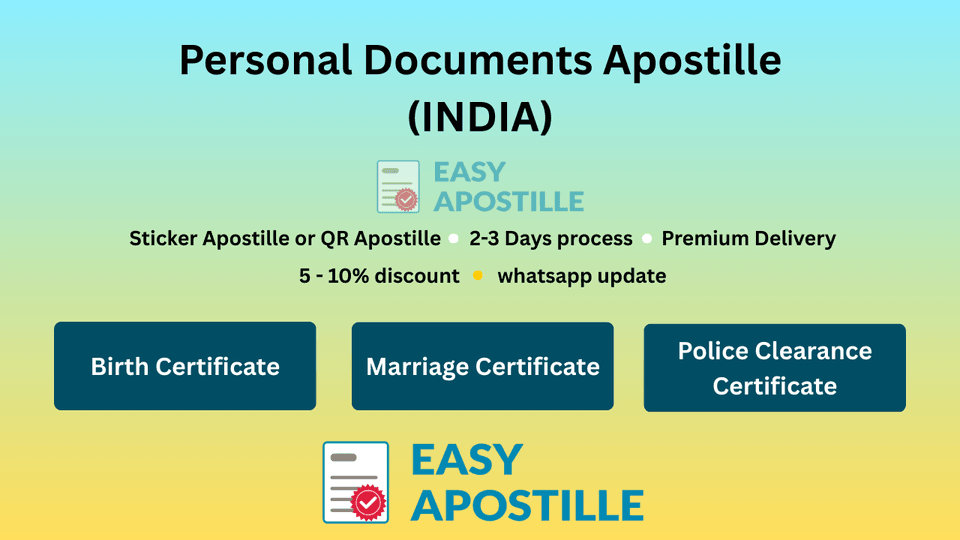 Personal Documents Apostille
(INDIA)
EASY
APOSTILLE
Sticker Apostille or QR Apostille 2-3 Days process Premium Delivery
5 - 10% discount whatsapp update
Birth Certificate
Marriage Certificate
Police Clearance
Certificate
EASY
APOSTILLE